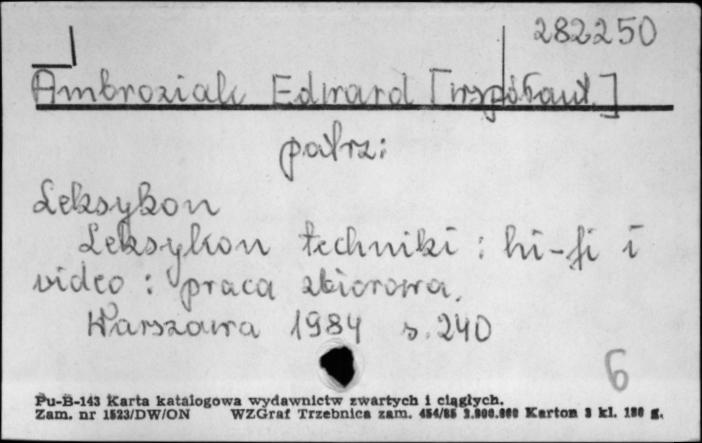 282250
Ambroziak Edward [współaut.]
patrz:
Leksykon
Leksykon techniki : hi-fi i
video : praca zbiorowa.
Warszawa 1984 s. 240
6
Pu-B-143 Karta katalogowa wydawnictw zwartych i ciągłych.
Zam. nr 1523/DW/ON WZGraf Trzebnica zam. 454/85 3.900.000 Karton 3 kl. 180 g.